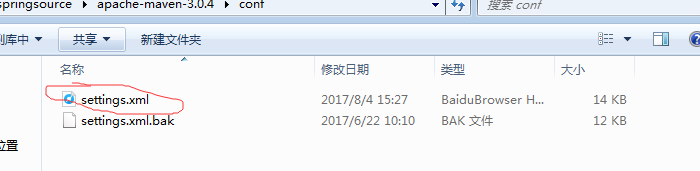 springsource ▸ apache-maven-3.0.4 ▸ conf
搜索 conf
到库中 ▼ 共享 ▼ 新建文件夹
名称 修改日期 类型 大小
settings.xml 2017/8/4 15:27 BaiduBrowser H... 14 KB
settings.xml.bak 2017/6/22 10:10 BAK 文件 12 KB
的位置